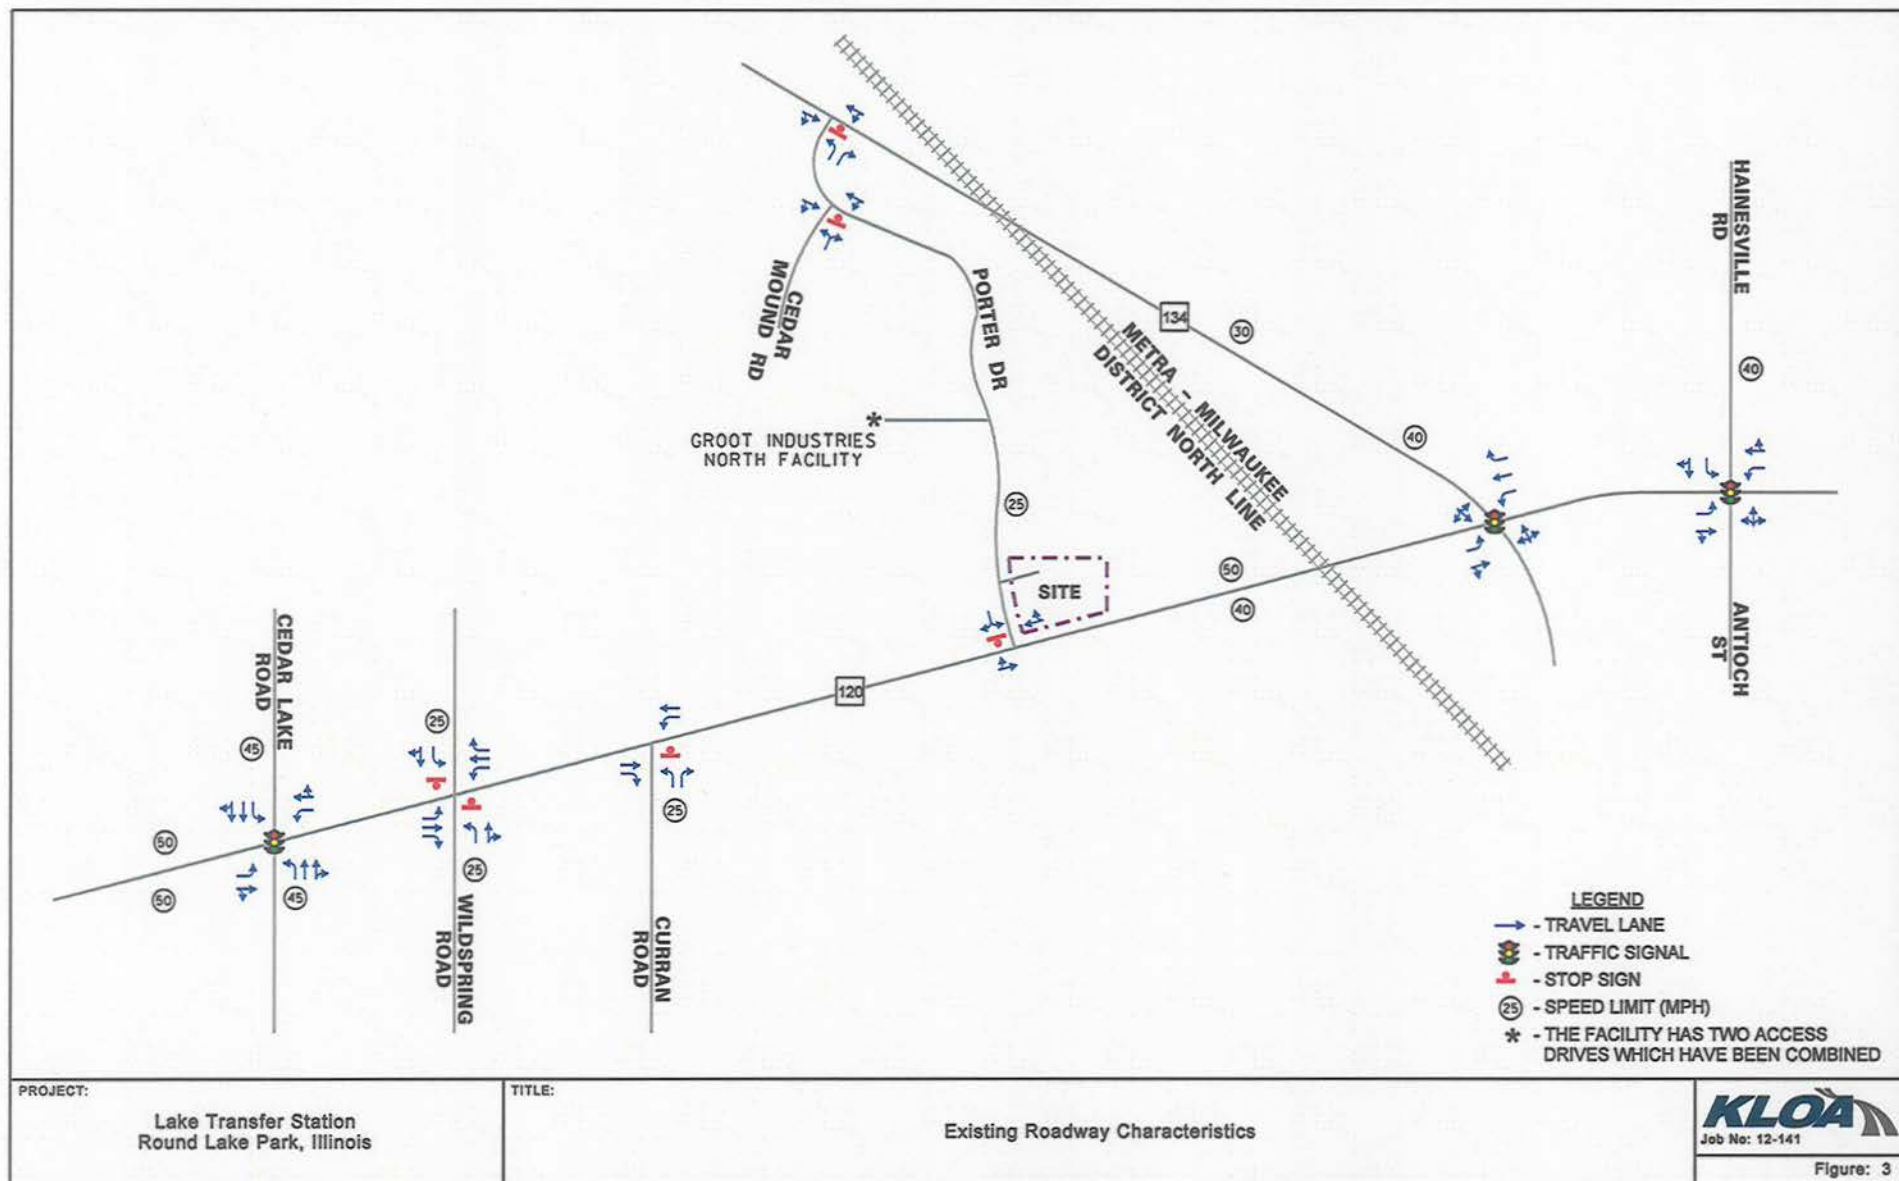 HAINESVILLE
RD
40
134
30
METRA - MILWAUKEE
DISTRICT NORTH LINE
PORTER DR
CEDAR
MOUND RD
*
GROOT INDUSTRIES
NORTH FACILITY
40
25
50
SITE
40
ANTIOCH
ST
CEDAR LAKE
ROAD
120
25
45
25
50
50
45
25
WILDSPRING
ROAD
CURRAN
ROAD
LEGEND
- TRAVEL LANE
- TRAFFIC SIGNAL
- STOP SIGN
25 - SPEED LIMIT (MPH)
* - THE FACILITY HAS TWO ACCESS
DRIVES WHICH HAVE BEEN COMBINED
PROJECT:
Lake Transfer Station
Round Lake Park, Illinois
TITLE:
Existing Roadway Characteristics
KLOA
Job No: 12-141
Figure: 3